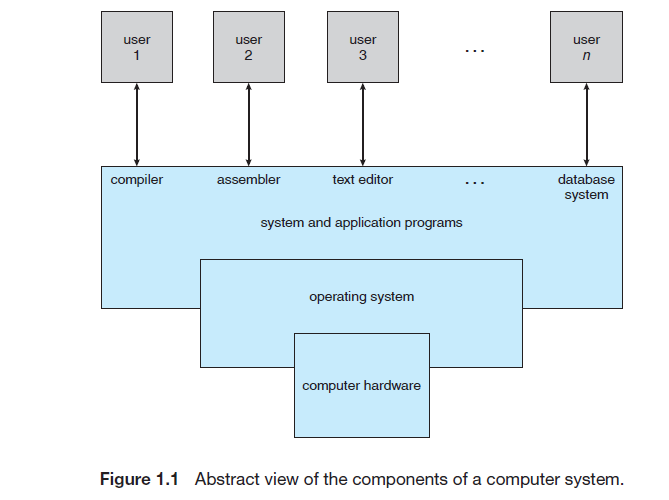 user user user user
1 2 3 ... n
compiler assembler text editor ... database
system
system and application programs
operating system
computer hardware
Figure 1.1 Abstract view of the components of a computer system.